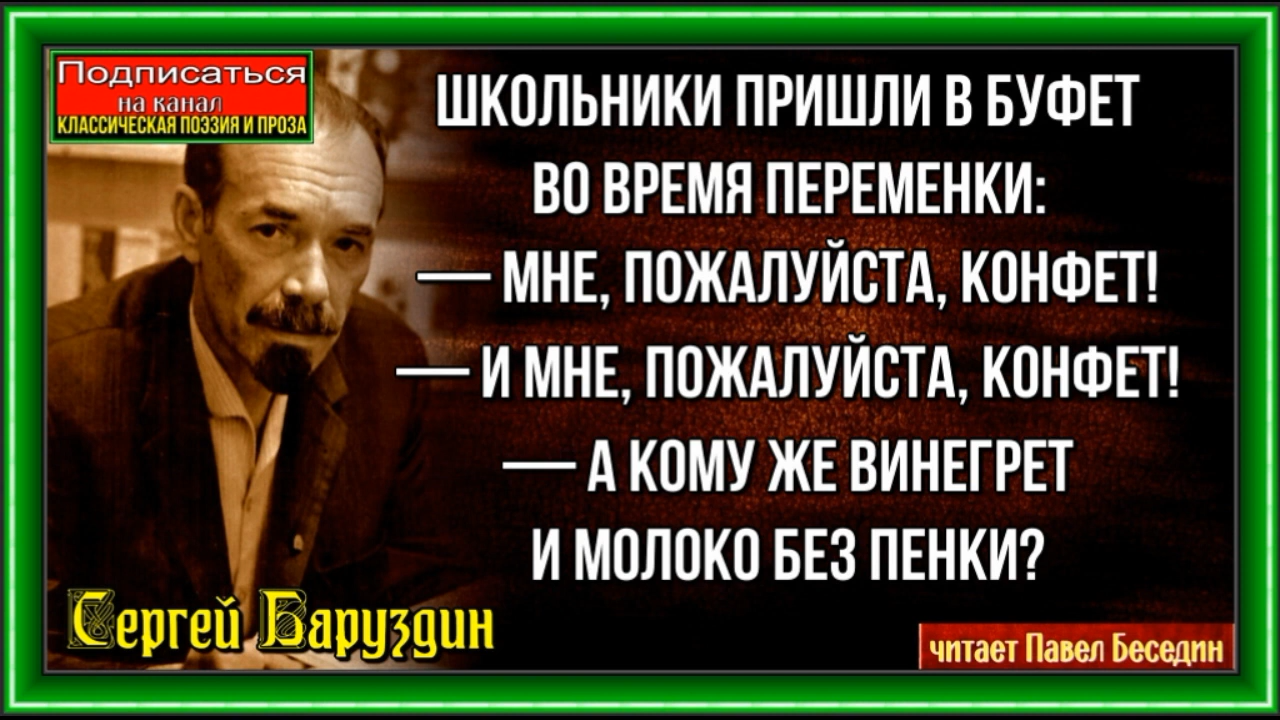 Подписаться
на канал
КЛАССИЧЕСКАЯ ПОЭЗИЯ И ПРОЗА
ШКОЛЬНИКИ ПРИШЛИ В БУФЕТ
ВО ВРЕМЯ ПЕРЕМЕНКИ:
— МНЕ, ПОЖАЛУЙСТА, КОНФЕТ!
— И МНЕ, ПОЖАЛУЙСТА, КОНФЕТ!
— А КОМУ ЖЕ ВИНЕГРЕТ
И МОЛОКО БЕЗ ПЕНКИ?
Сергей Баруздин
читает Павел Беседин